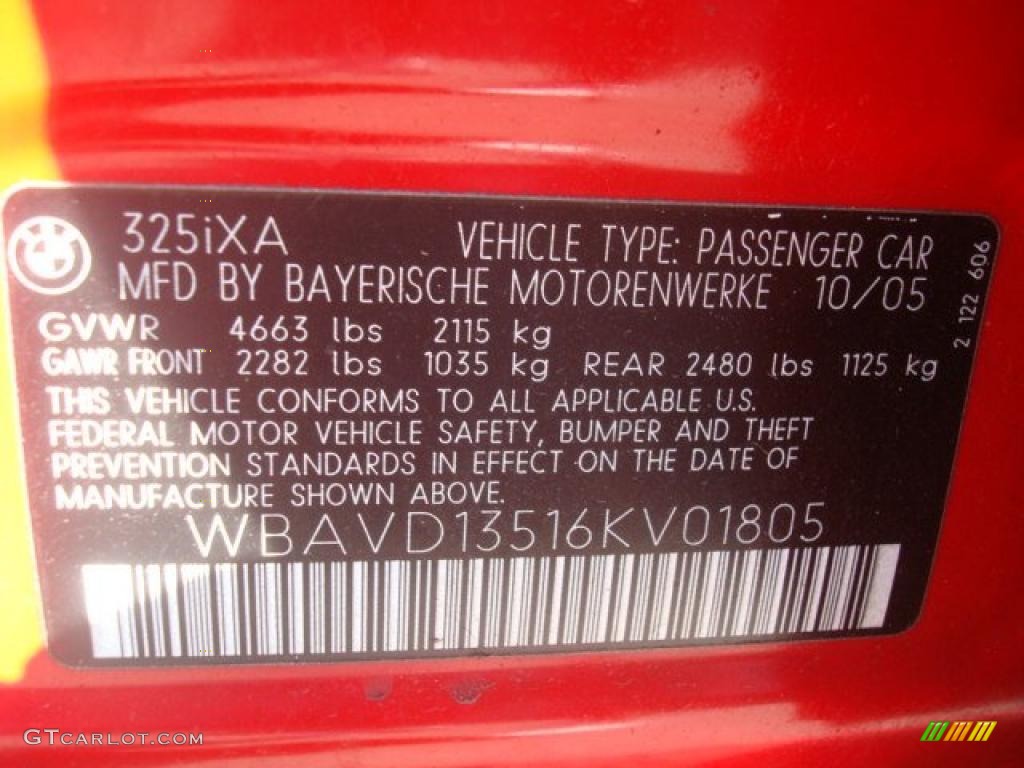 325iXA VEHICLE TYPE: PASSENGER CAR
MFD BY BAYERISCHE MOTORENWERKE 10/05
GVWR 4663 lbs 2115 kg
GAWR FRONT 2282 lbs 1035 kg REAR 2480 lbs 1125 kg
THIS VEHICLE CONFORMS TO ALL APPLICABLE U.S.
FEDERAL MOTOR VEHICLE SAFETY, BUMPER AND THEFT
PREVENTION STANDARDS IN EFFECT ON THE DATE OF
MANUFACTURE SHOWN ABOVE.
WBAVD13516KV01805
2 122 606
GTCARLOT.COM